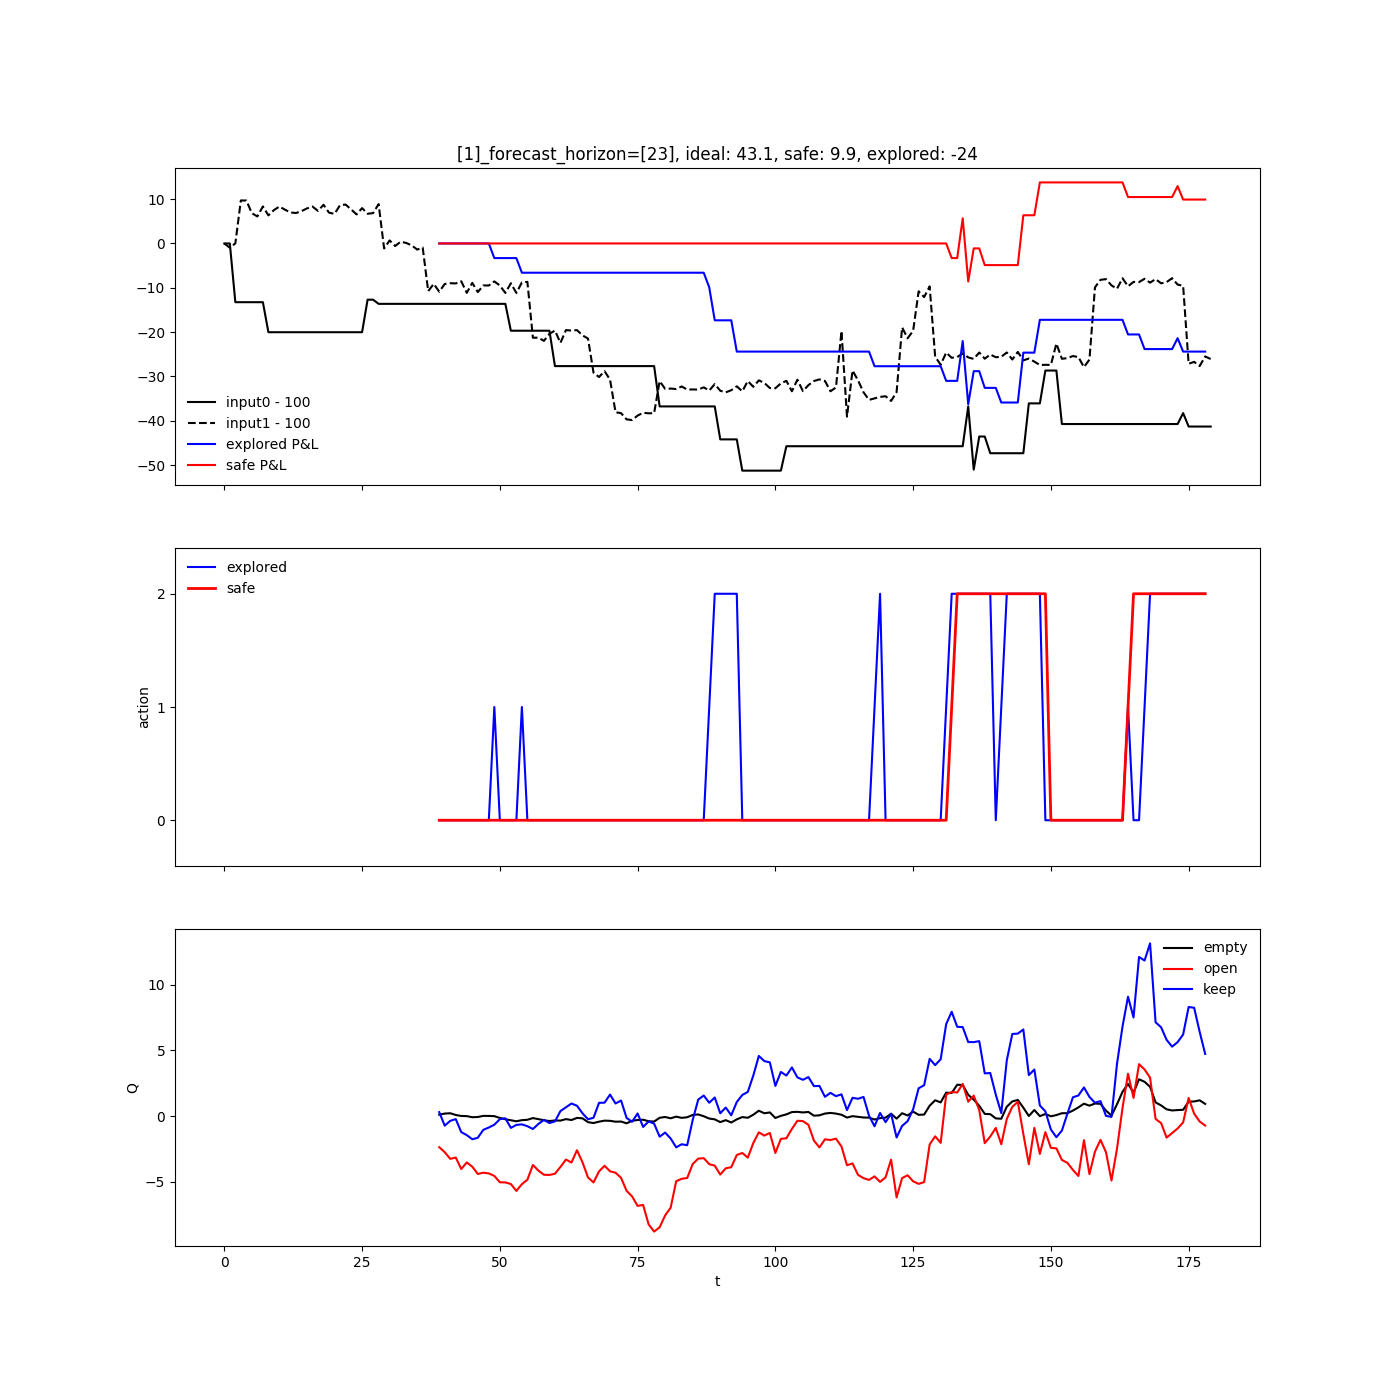 [1]_forecast_horizon=[23], ideal: 43.1, safe: 9.9, explored: -24
10
0
−10
−20
−30
−40
−50
input0 - 100
input1 - 100
explored P&L
safe P&L
explored
safe
2
1
0
action
empty
open
keep
10
5
0
−5
Q
0 25 50 75 100 125 150 175
t